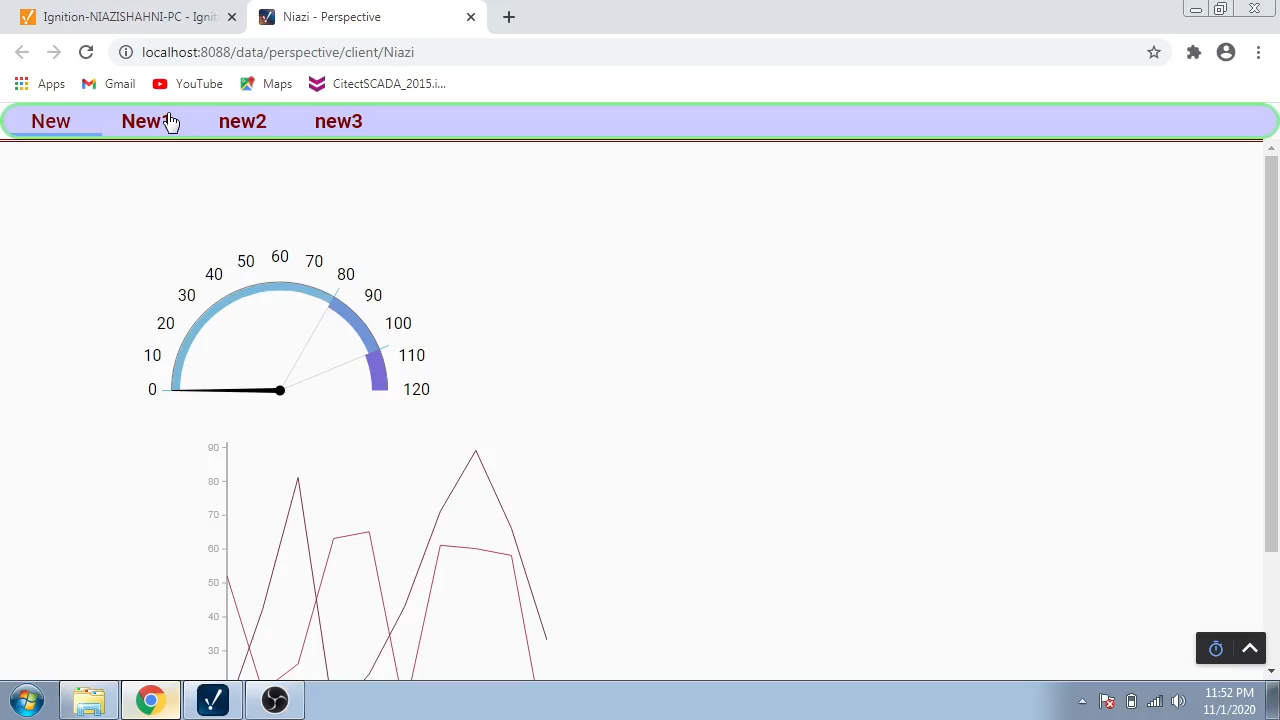 Ignition-NIAZISHAHNI-PC - Ignit
Niazi - Perspective
localhost:8088/data/perspective/client/Niazi
Apps
Gmail
YouTube
Maps
CitectSCADA_2015.i...
New
New1
new2
new3
0
10
20
30
40
50
60
70
80
90
100
110
120
90
80
70
60
50
40
30
11:52 PM
11/1/2020